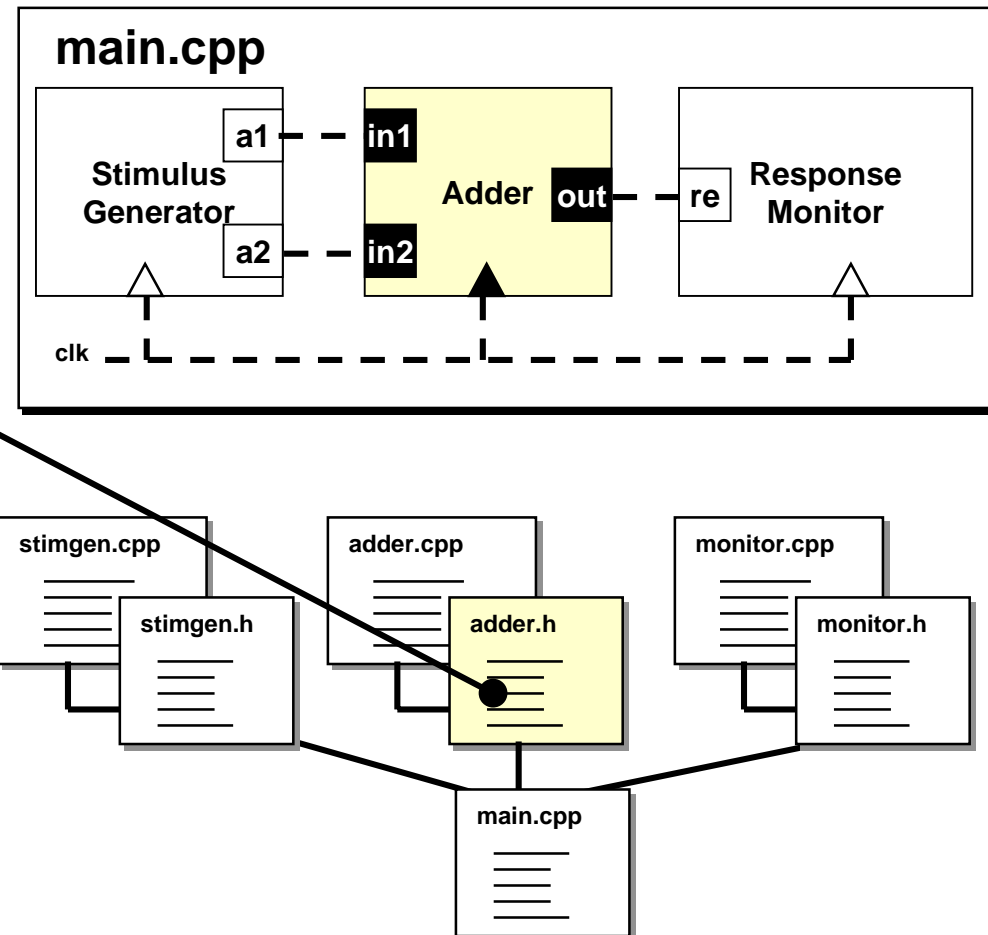 main.cpp
a1
in1
Stimulus
Generator
Adder
out
re
Response
Monitor
a2
in2
clk
stimgen.cpp
adder.cpp
monitor.cpp
stimgen.h
adder.h
monitor.h
main.cpp